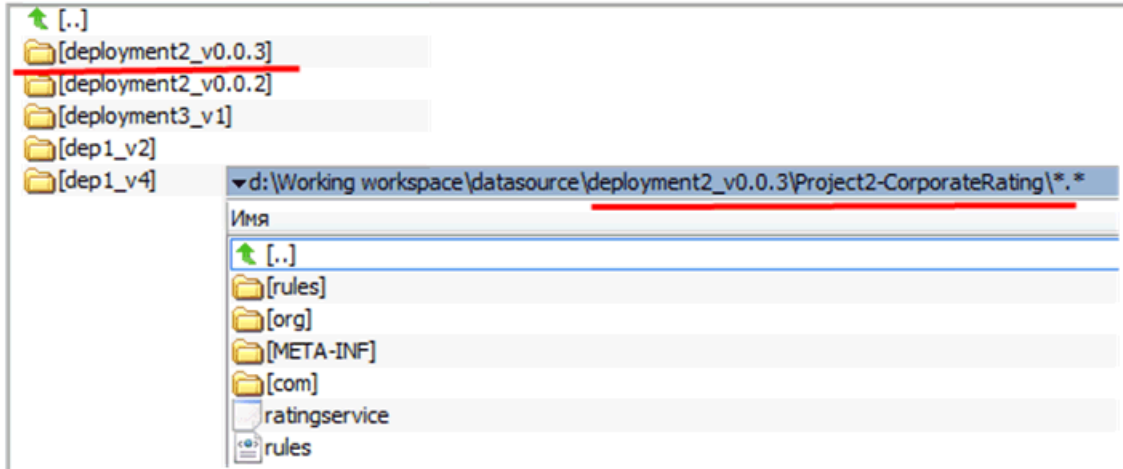 [..]
[deployment2_v0.0.3]
[deployment2_v0.0.2]
[deployment3_v1]
[dep1_v2]
[dep1_v4]
d:\Working workspace\datasource\deployment2_v0.0.3\Project2-CorporateRating\*.*
Имя
[..]
[rules]
[org]
[META-INF]
[com]
ratingservice
rules